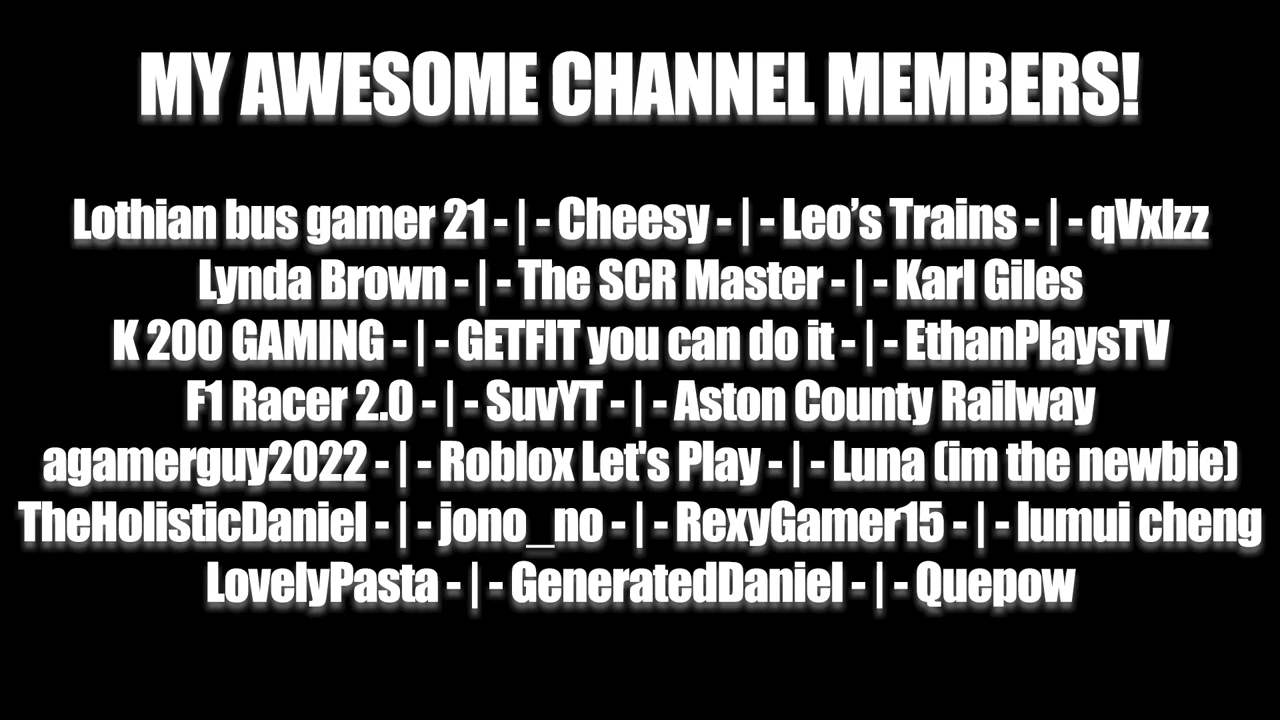 MY AWESOME CHANNEL MEMBERS!
Lothian bus gamer 21 - | - Cheesy - | - Leo’s Trains - | - qVxlzz
Lynda Brown - | - The SCR Master - | - Karl Giles
K 200 GAMING - | - GETFIT you can do it - | - EthanPlaysTV
F1 Racer 2.0 - | - SuvYT - | - Aston County Railway
agamerguy2022 - | - Roblox Let's Play - | - Luna (im the newbie)
TheHolisticDaniel - | - jono_no - | - RexyGamer15 - | - lumui cheng
LovelyPasta - | - GeneratedDaniel - | - Quepow